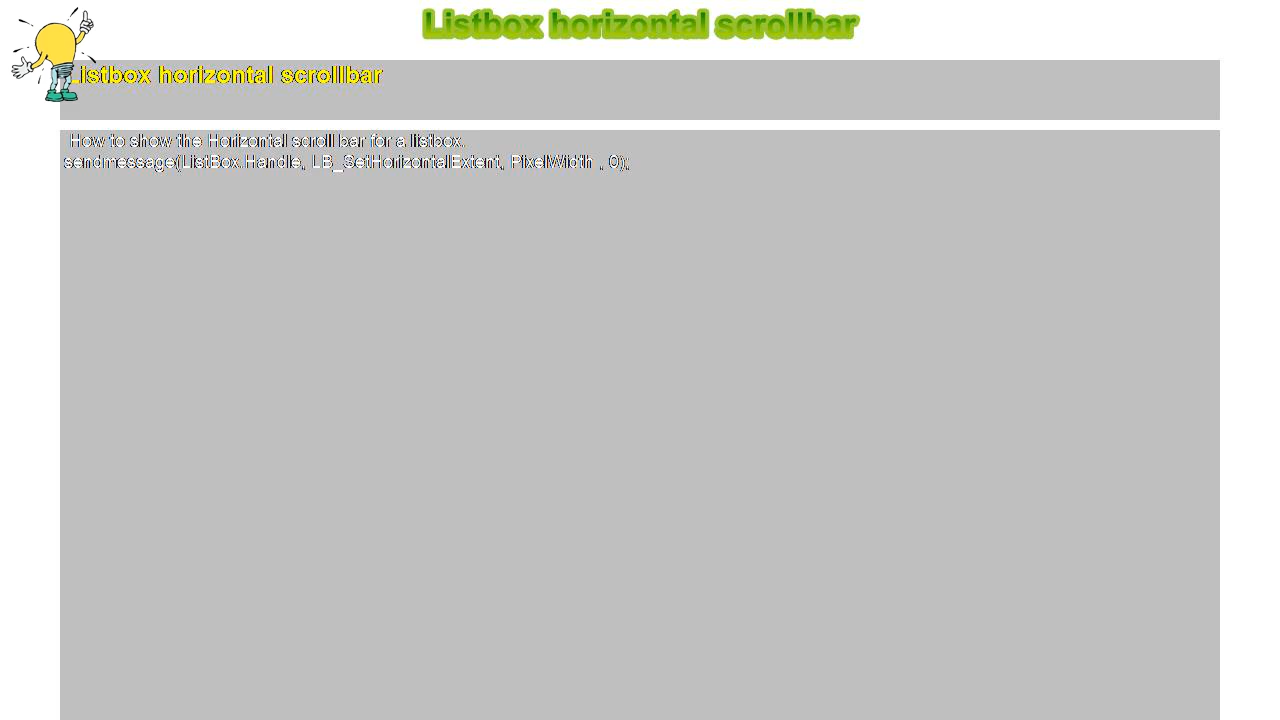 Listbox horizontal scrollbar
Listbox horizontal scrollbar
How to show the Horizontal scroll bar for a listbox.
sendmessage(ListBox.Handle, LB_SetHorizontalExtent, PixelWidth , 0);